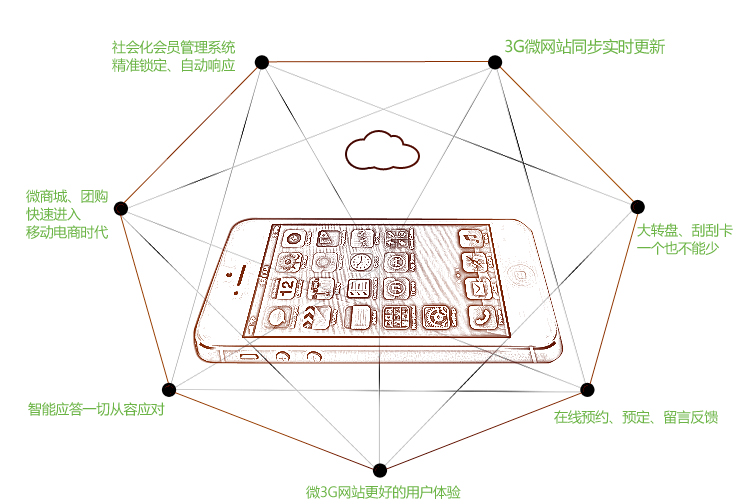 社会化会员管理系统
精准锁定、自动响应
3G微网站同步实时更新
微商城、团购
快速进入
移动电商时代
大转盘、刮刮卡
一个也不能少
12
智能应答一切从容应对
在线预约、预定、留言反馈
微3G网站更好的用户体验